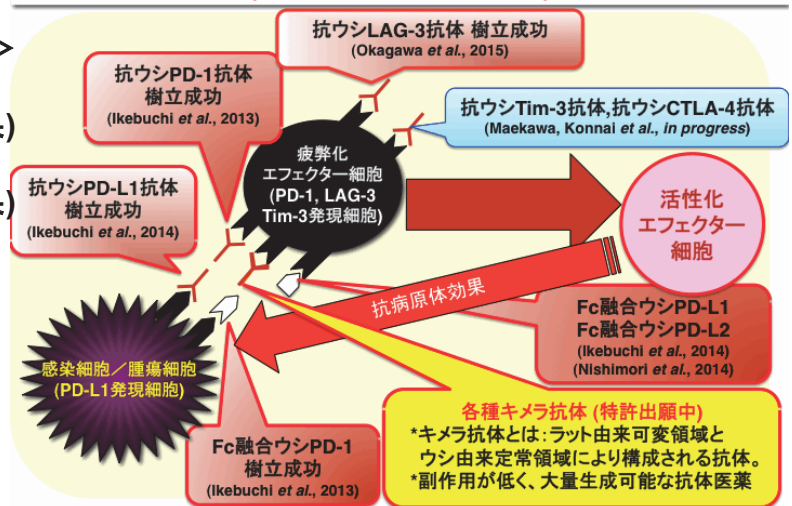 抗ウシLAG-3抗体 樹立成功
(Okagawa et al., 2015)
抗ウシPD-1抗体
樹立成功
(Ikebuchi et al., 2013)
抗ウシTim-3抗体,抗ウシCTLA-4抗体
(Maekawa, Konnai et al., in progress)
疲弊化
エフェクター細胞
(PD-1, LAG-3
Tim-3発現細胞)
抗ウシPD-L1抗体
樹立成功
(Ikebuchi et al., 2014)
活性化
エフェクター
細胞
抗病原体効果
Fc融合ウシPD-L1
Fc融合ウシPD-L2
(Ikebuchi et al., 2014)
(Nishimori et al., 2014)
感染細胞/腫瘍細胞
(PD-L1発現細胞)
各種キメラ抗体 (特許出願中)
*キメラ抗体とは:ラット由来可変領域と
ウシ由来定常領域により構成される抗体。
*副作用が低く、大量生成可能な抗体医薬
Fc融合ウシPD-1
樹立成功
(Ikebuchi et al., 2013)